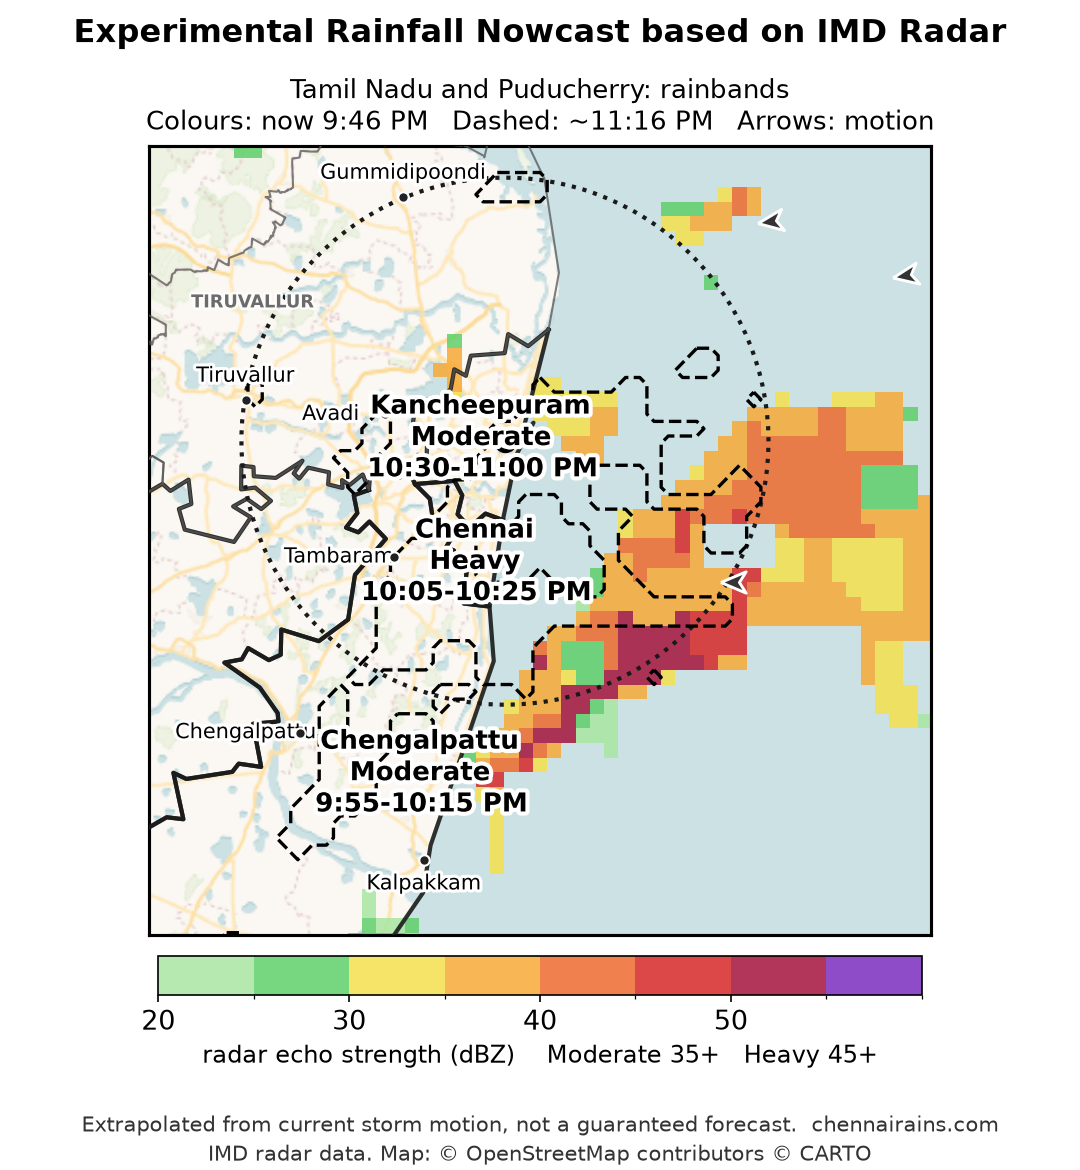 Experimental Rainfall Nowcast based on IMD Radar
Tamil Nadu and Puducherry: rainbands
Colours: now 9:46 PM   Dashed: ~11:16 PM   Arrows: motion
Gummidipoondi
TIRUVALLUR
Tiruvallur
Avadi
Kancheepuram
Moderate
10:30-11:00 PM
Chennai
Heavy
10:05-10:25 PM
Tambaram
Chengalpattu
Chengalpattu
Moderate
9:55-10:15 PM
Kalpakkam
20 30 40 50
radar echo strength (dBZ)    Moderate 35+   Heavy 45+
Extrapolated from current storm motion, not a guaranteed forecast.  chennairains.com
IMD radar data. Map: © OpenStreetMap contributors © CARTO